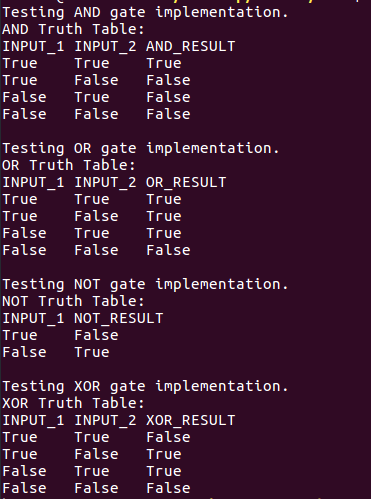 Testing AND gate implementation.
AND Truth Table:
INPUT_1 INPUT_2 AND_RESULT
True    True    True
True    False   False
False   True    False
False   False   False

Testing OR gate implementation.
OR Truth Table:
INPUT_1 INPUT_2 OR_RESULT
True    True    True
True    False   True
False   True    True
False   False   False

Testing NOT gate implementation.
NOT Truth Table:
INPUT_1 NOT_RESULT
True    False
False   True

Testing XOR gate implementation.
XOR Truth Table:
INPUT_1 INPUT_2 XOR_RESULT
True    True    False
True    False   True
False   True    True
False   False   False